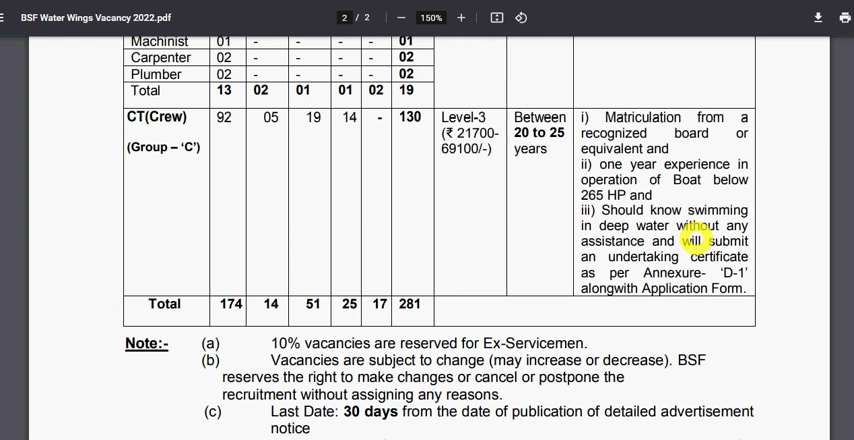 BSF Water Wings Vacancy 2022.pdf 2 / 2 — 150% +
Machinist 01 - - - - 01
Carpenter 02 - - - - 02
Plumber 02 - - - - 02
Total 13 02 01 01 02 19
CT(Crew) 92 05 19 14 - 130 Level-3 Between i) Matriculation from a
(₹ 21700- 20 to 25 recognized board or
(Group – 'C') 69100/-) years equivalent and
ii) one year experience in
operation of Boat below
265 HP and
iii) Should know swimming
in deep water without any
assistance and will submit
an undertaking certificate
as per Annexure- 'D-1'
alongwith Application Form.
Total 174 14 51 25 17 281
Note:- (a) 10% vacancies are reserved for Ex-Servicemen.
(b) Vacancies are subject to change (may increase or decrease). BSF
reserves the right to make changes or cancel or postpone the
recruitment without assigning any reasons.
(c) Last Date: 30 days from the date of publication of detailed advertisement
notice